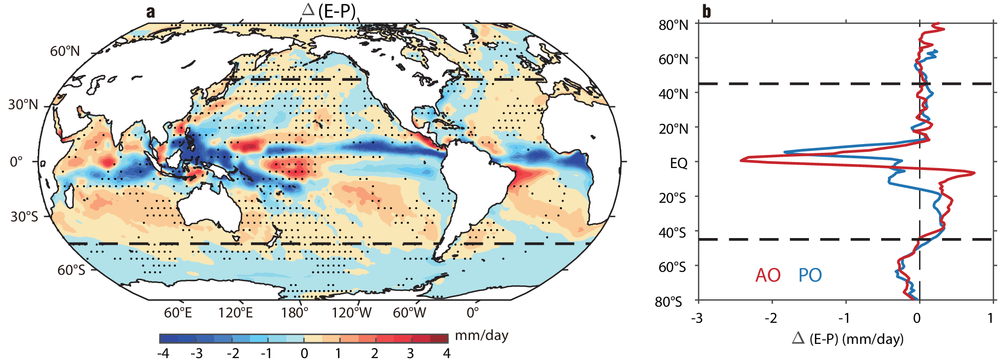 a
Δ (E-P)
60°N
30°N
0°
30°S
60°S
60°E 120°E 180° 120°W 60°W 0°
mm/day
-4 -3 -2 -1 0 1 2 3 4
b
80°N
60°N
40°N
20°N
EQ
20°S
40°S
60°S
80°S
AO PO
-3 -2 -1 0 1
Δ (E-P) (mm/day)